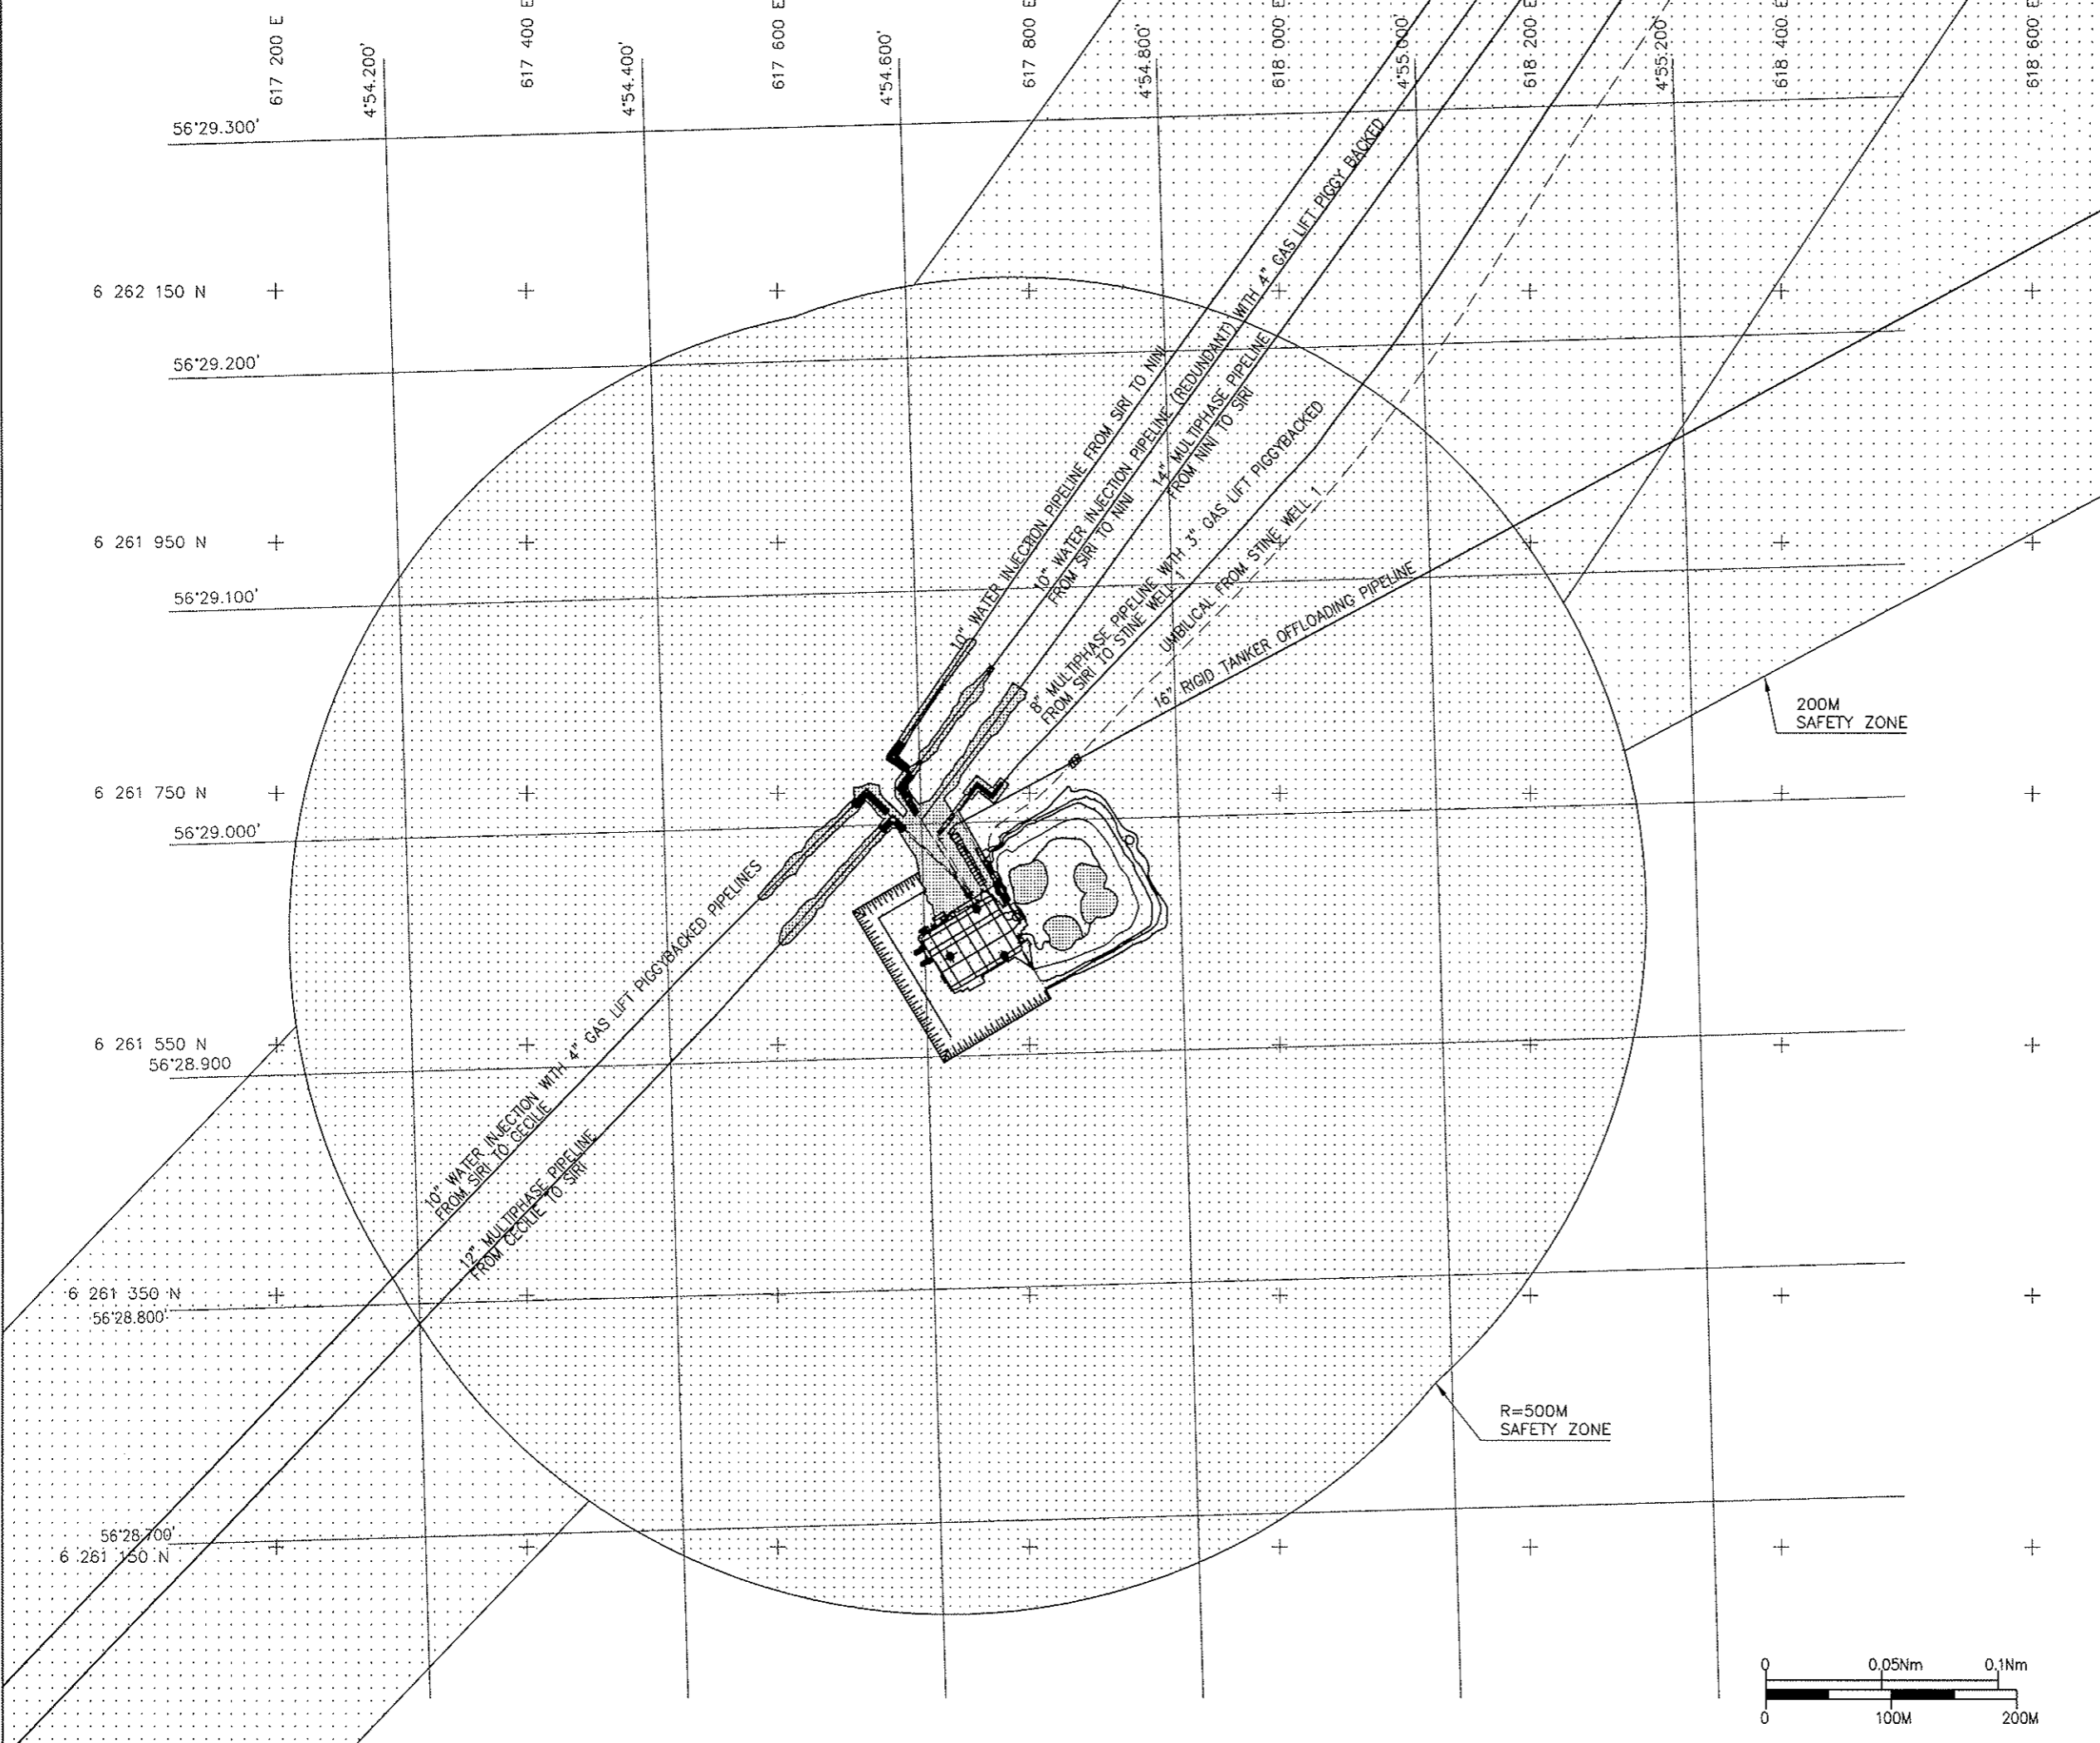 617 200 E
617 400 E
617 600 E
617 800 E
618 000 E
618 200 E
618 400 E
618 600 E
4°54.200'
4°54.400'
4°54.600'
4°54.800'
4°55.000'
4°55.200'
56°29.300'
6 262 150 N
56°29.200'
6 261 950 N
56°29.100'
6 261 750 N
56°29.000'
6 261 550 N
56°28.900
6 261 350 N
56°28.800'
56°28.700'
6 261 150 N
10" WATER INJECTION PIPELINE FROM SIRI TO NINI
10" WATER INJECTION PIPELINE (REDUNDANT) WITH 4" GAS LIFT PIGGY BACKED
FROM SIRI TO NINI
14" MULTIPHASE PIPELINE
FROM NINI TO SIRI
8" MULTIPHASE PIPELINE WITH 3" GAS LIFT PIGGYBACKED
FROM SIRI TO STINE WELL 1
UMBILICAL FROM STINE WELL 1
16" RIGID TANKER OFFLOADING PIPELINE
200M
SAFETY ZONE
10" WATER INJECTION WITH 4" GAS LIFT PIGGYBACKED PIPELINES
FROM SIRI TO CECILIE
12" MULTIPHASE PIPELINE
FROM CECILIE TO SIRI
R=500M
SAFETY ZONE
0 0.05Nm 0.1Nm
0 100M 200M